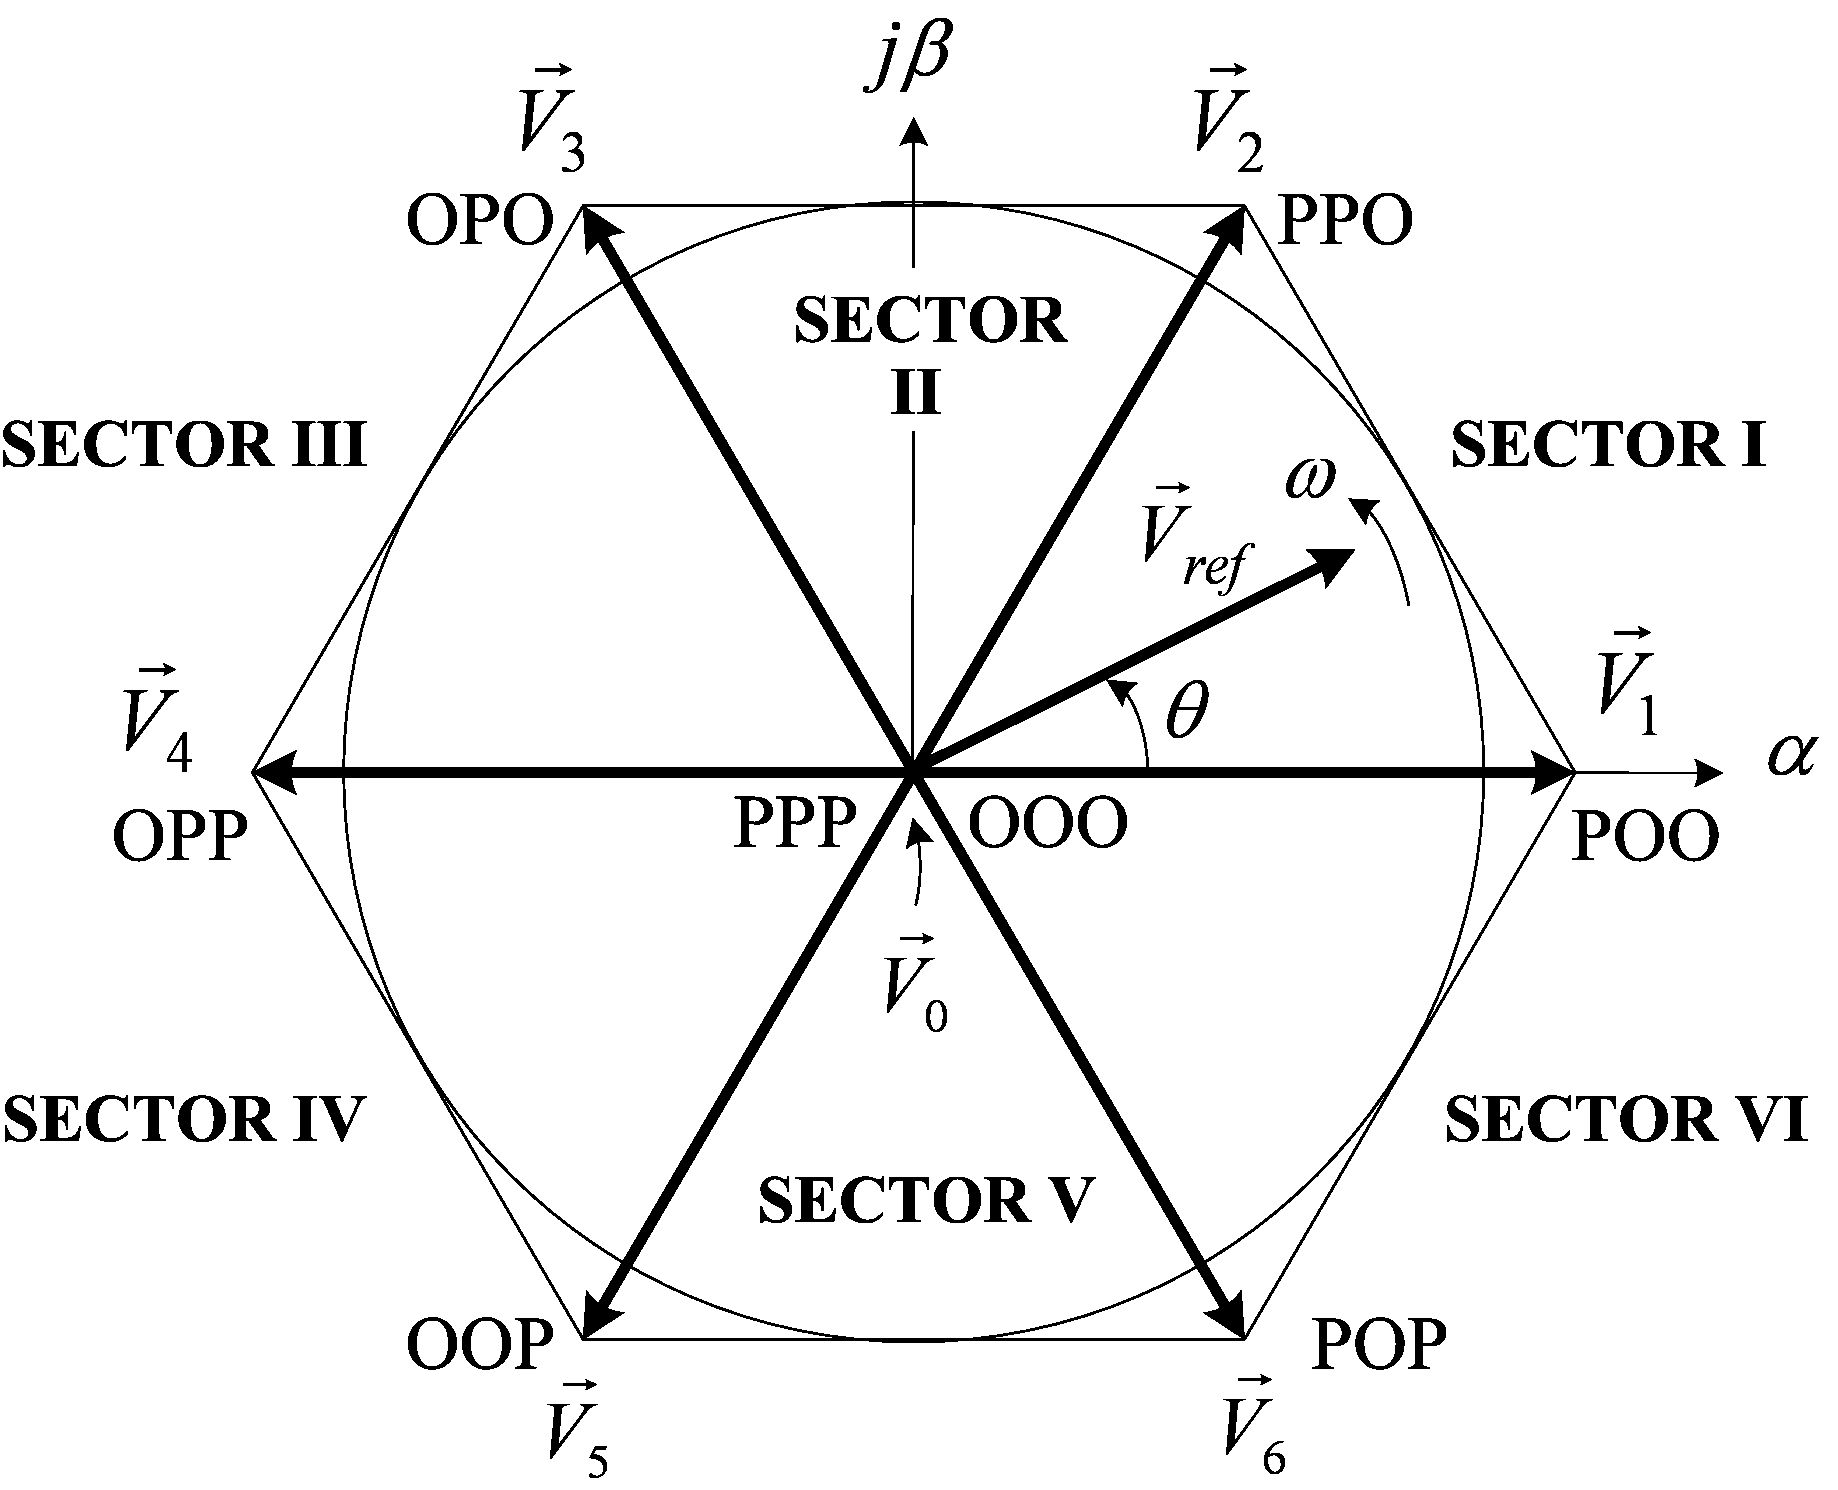 jβ
V⃗3
V⃗2
OPO
PPO
SECTOR
II
SECTOR III
SECTOR I
ω
V⃗ref
V⃗4
θ
V⃗1
α
OPP
PPP
OOO
POO
V⃗0
SECTOR IV
SECTOR VI
SECTOR V
OOP
POP
V⃗5
V⃗6